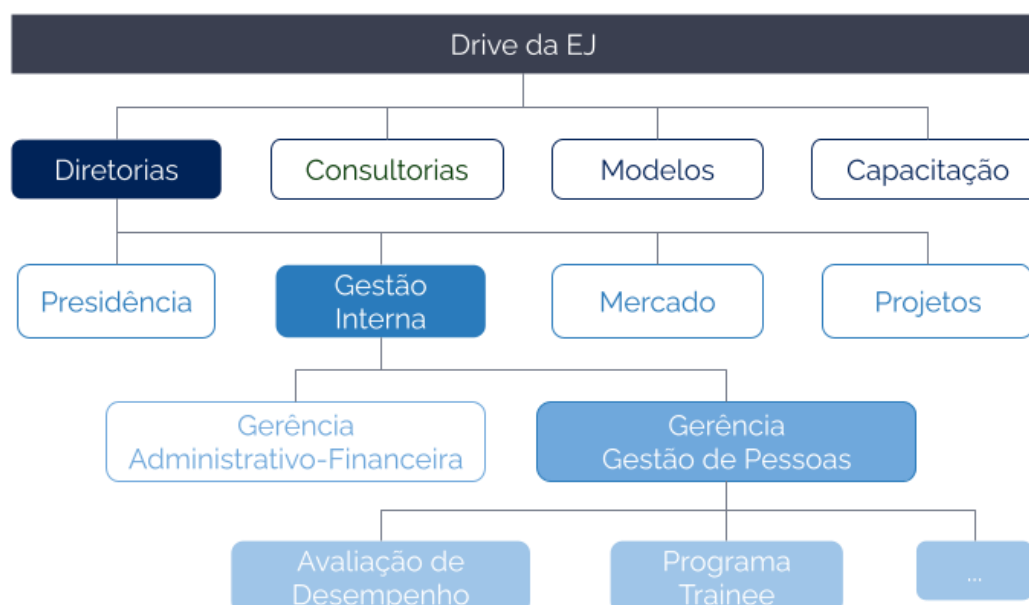 Drive da EJ
Diretorias
Consultorias
Modelos
Capacitação
Presidência
Gestão
Interna
Mercado
Projetos
Gerência
Administrativo-Financeira
Gerência
Gestão de Pessoas
Avaliação de
Desempenho
Programa
Trainee
...